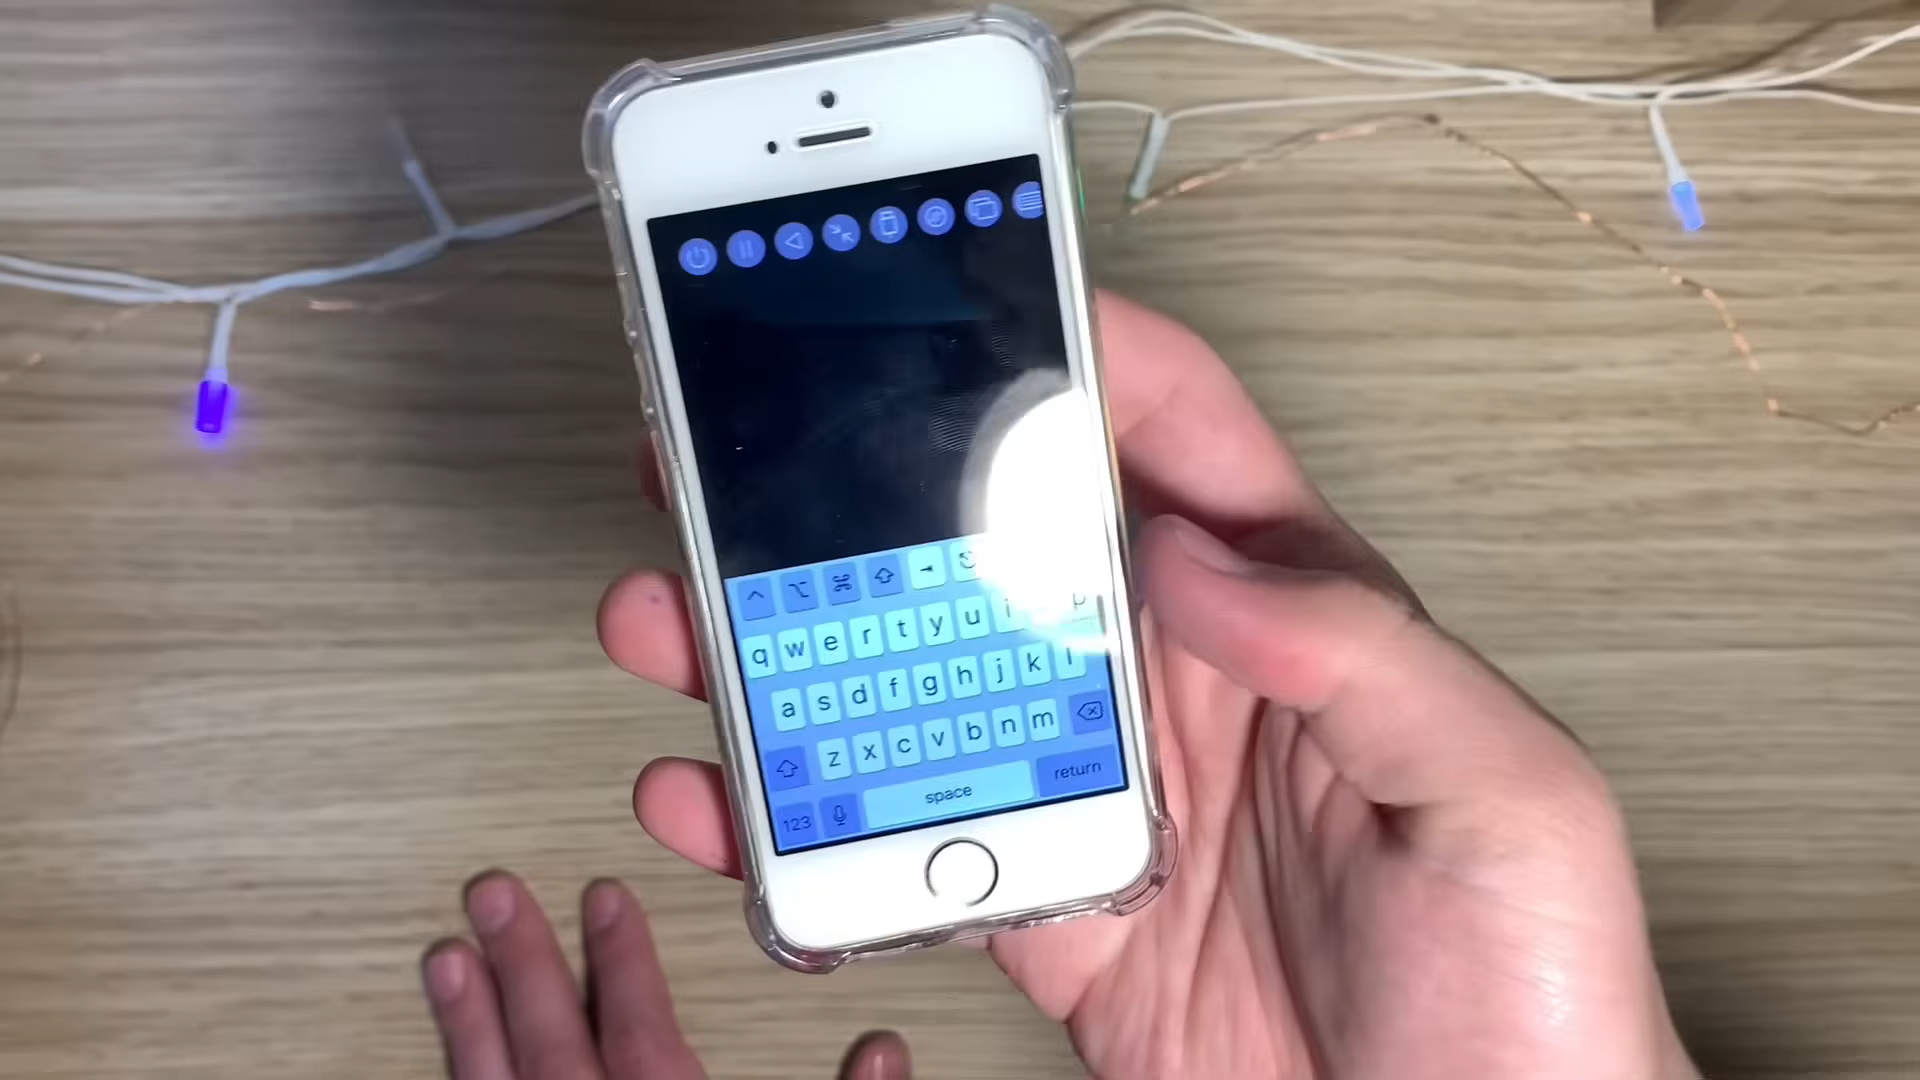 q w e r t y u i p
a s d f g h j k l
z x c v b n m
return
123 space